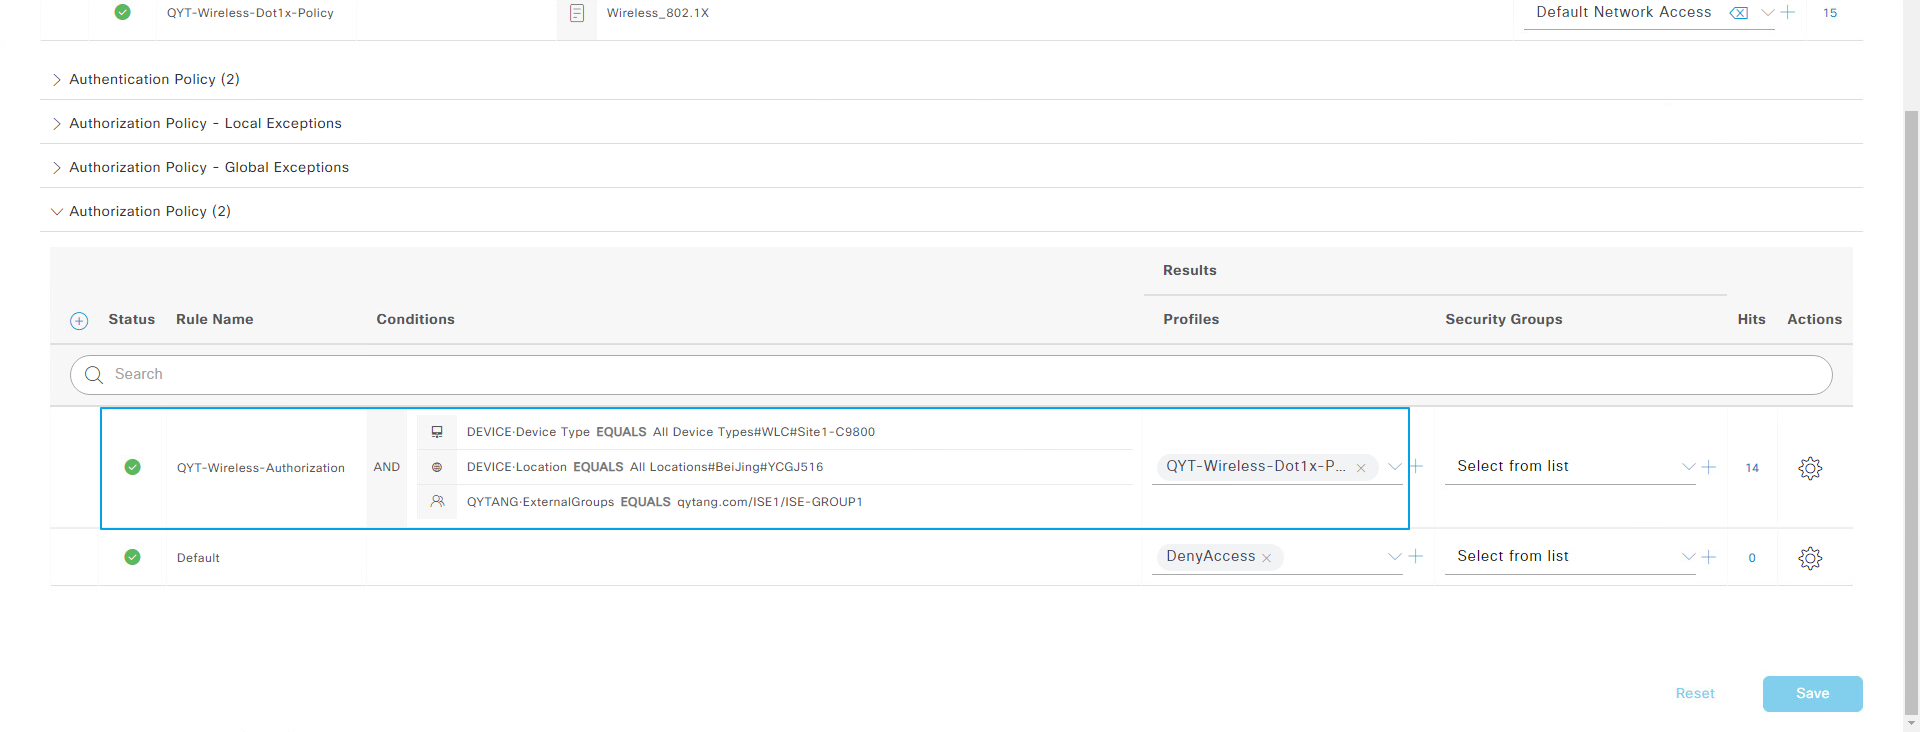 QYT-Wireless-Dot1x-Policy Wireless_802.1X Default Network Access 15
Authentication Policy (2)
Authorization Policy - Local Exceptions
Authorization Policy - Global Exceptions
Authorization Policy (2)
Results
Status Rule Name Conditions Profiles Security Groups Hits Actions
Search
DEVICE·Device Type EQUALS All Device Types#WLC#Site1-C9800
QYT-Wireless-Authorization AND DEVICE·Location EQUALS All Locations#BeiJing#YCGJ516 QYT-Wireless-Dot1x-P... Select from list 14
QYTANG·ExternalGroups EQUALS qytang.com/ISE1/ISE-GROUP1
Default DenyAccess Select from list 0
Reset Save